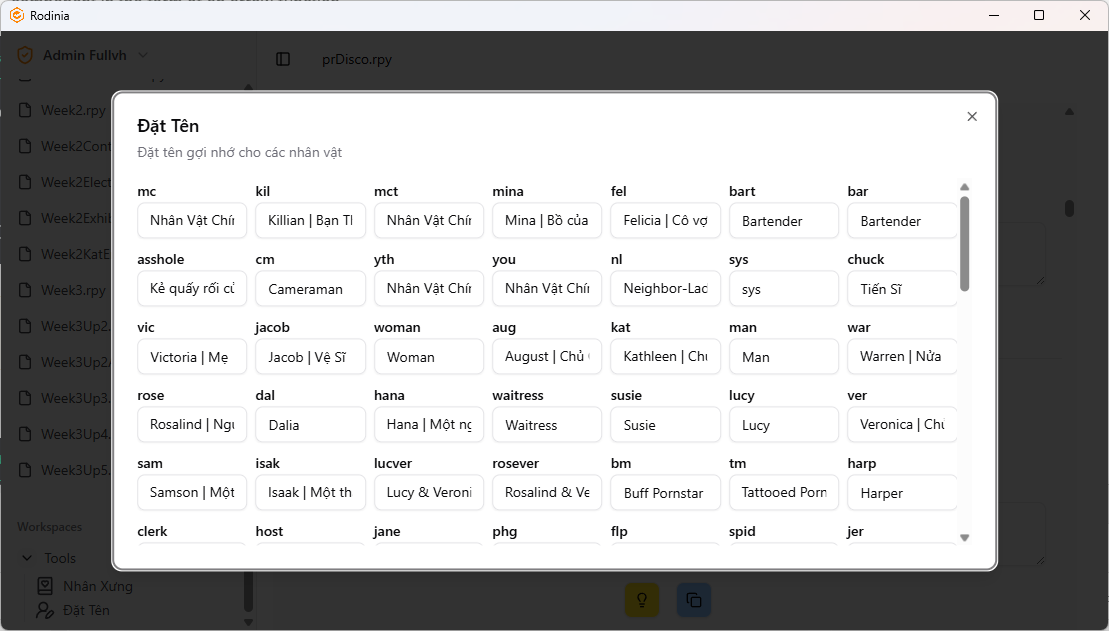 Rodinia
Admin Fullvh
prDisco.rpy
Week2.rpy
Week2Cont
Week2Elect
Week2Exhib
Week2KatE
Week3.rpy
Week3Up2.
Week3Up2
Week3Up3.
Week3Up4.
Week3Up5.
Workspaces
Tools
Nhân Xưng
Đặt Tên
Đặt Tên
Đặt tên gợi nhớ cho các nhân vật
mc kil mct mina fel bart bar
Nhân Vật Chír Killian | Bạn Tl Nhân Vật Chír Mina | Bồ của Felicia | Cô vợ Bartender Bartender
asshole cm yth you nl sys chuck
Kẻ quấy rối củ Cameraman Nhân Vật Chír Nhân Vật Chír Neighbor-Lad sys Tiến Sĩ
vic jacob woman aug kat man war
Victoria | Mẹ Jacob | Vệ Sĩ Woman August | Chủ Kathleen | Chu Man Warren | Nửa
rose dal hana waitress susie lucy ver
Rosalind | Ngu Dalia Hana | Một ng Waitress Susie Lucy Veronica | Chú
sam isak lucver rosever bm tm harp
Samson | Một Isaak | Một th Lucy & Veroni Rosalind & Ve Buff Pornstar Tattooed Porn Harper
clerk host jane phg flp spid jer